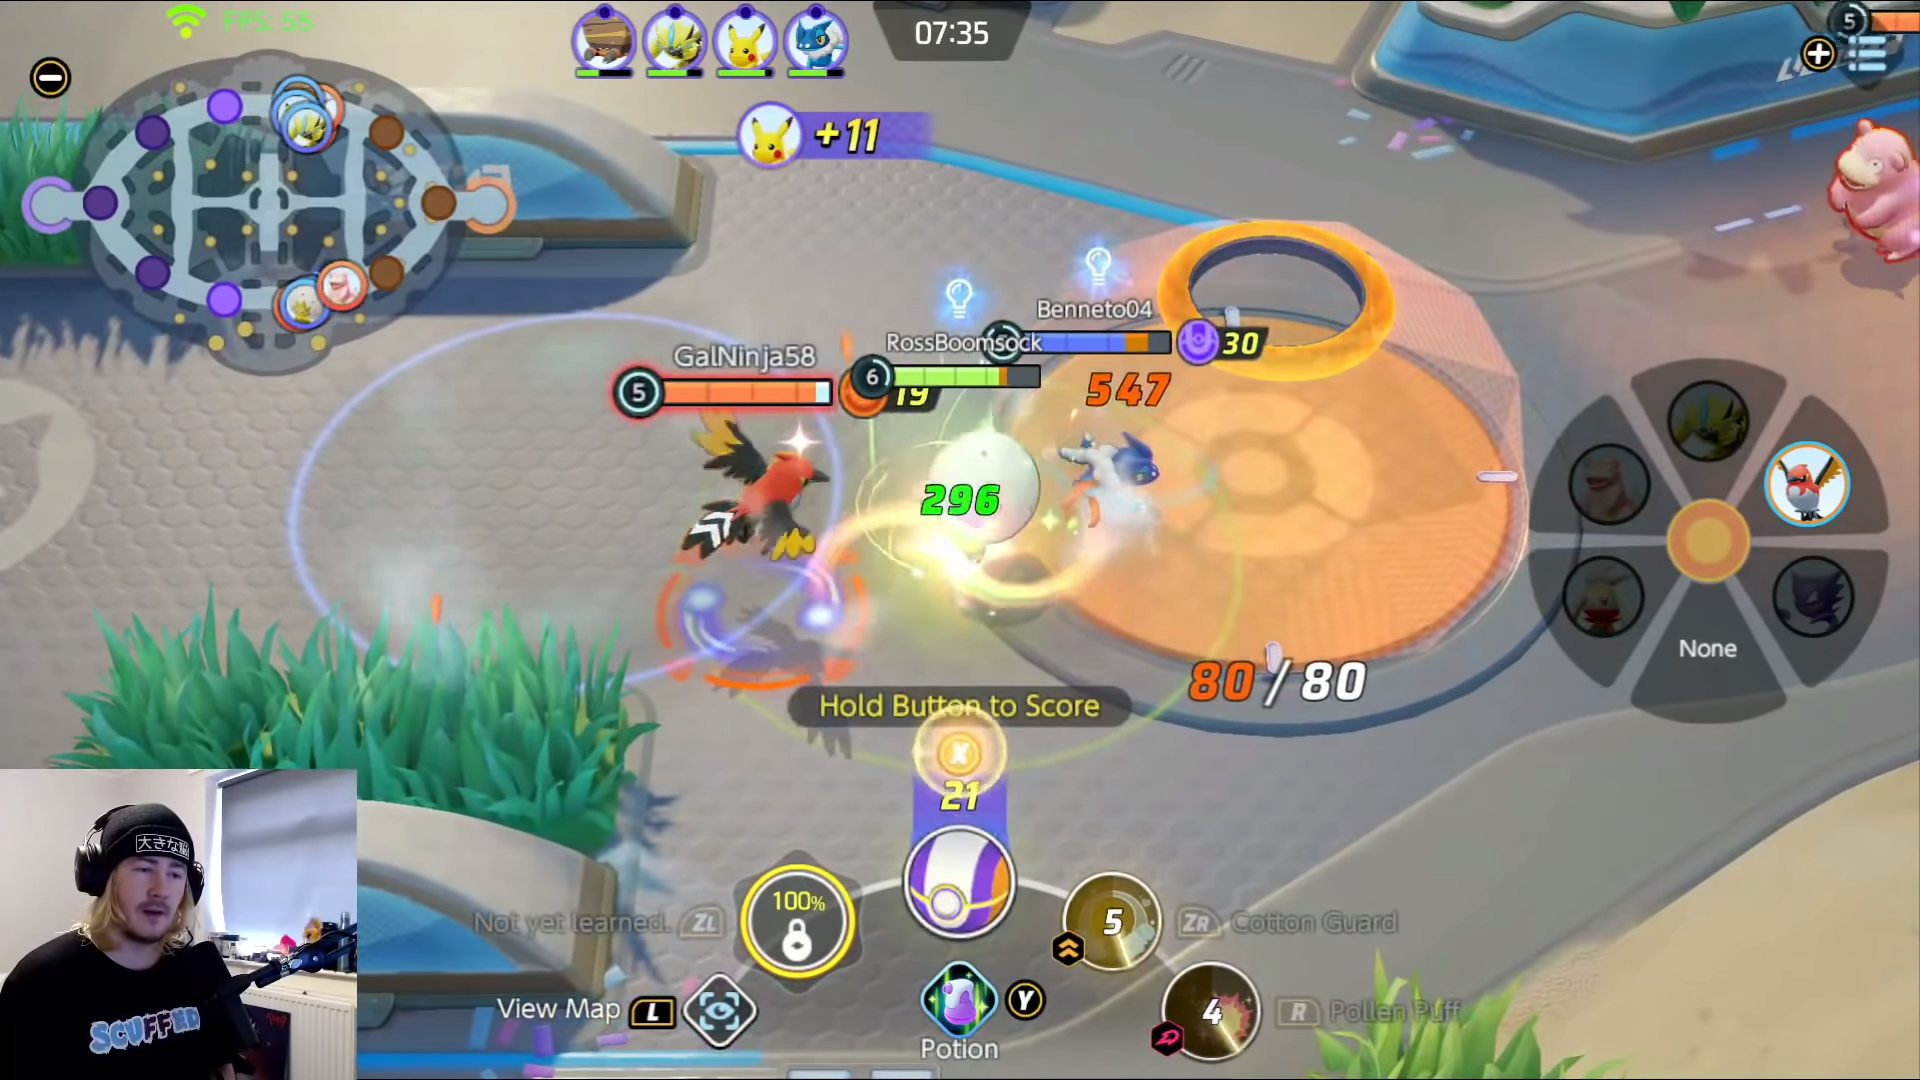 FPS: 55
07:35
5
+11
Benneto04
30
RossBoomsock
6
GalNinja58
5
19
547
296
80/80
None
Hold Button to Score
X
21
100%
Not yet learned. ZL
5
ZR Cotton Guard
View Map L
Y
4
R Pollen Puff
Potion
大きな脳
SCUFFED